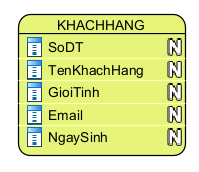 KHACHHANG
SoDT N
TenKhachHang N
GioiTinh N
Email N
NgaySinh N